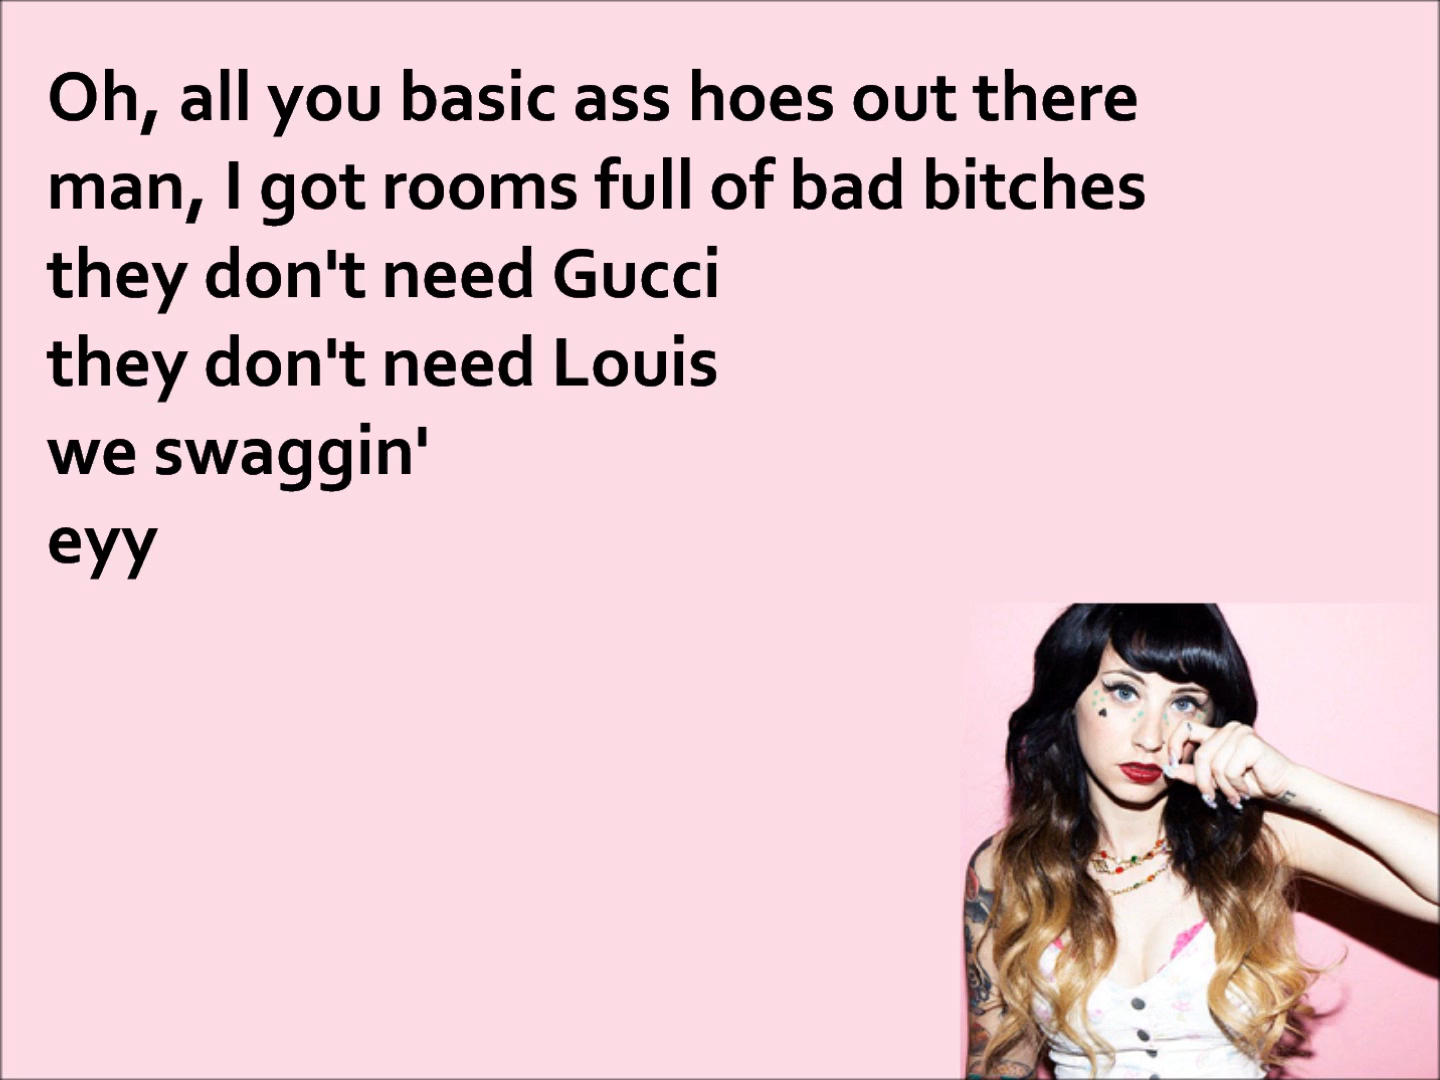 Oh, all you basic ass hoes out there
man, I got rooms full of bad bitches
they don't need Gucci
they don't need Louis
we swaggin'
eyy